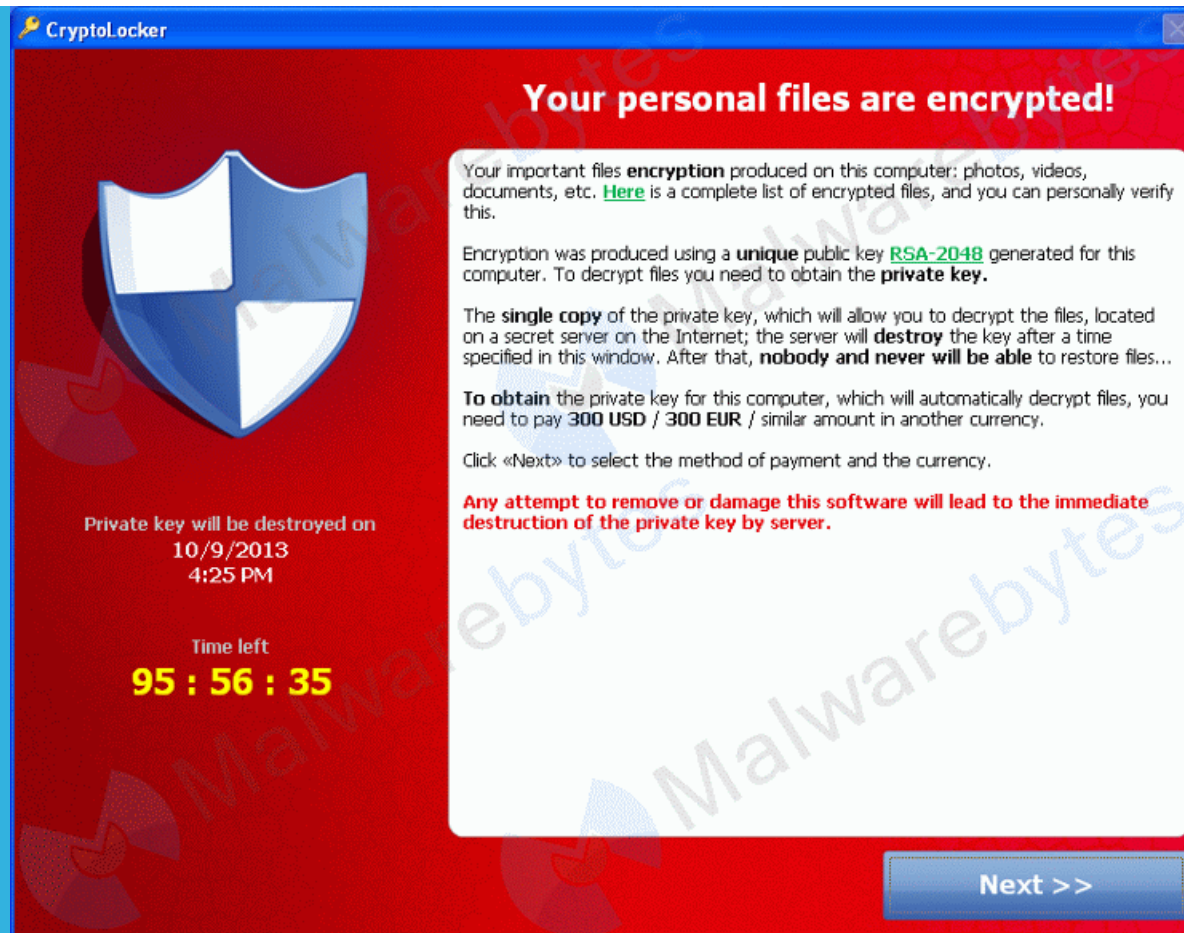 CryptoLocker
Your personal files are encrypted!
Your important files encryption produced on this computer: photos, videos,
documents, etc. Here is a complete list of encrypted files, and you can personally verify
this.
Encryption was produced using a unique public key RSA-2048 generated for this
computer. To decrypt files you need to obtain the private key.
The single copy of the private key, which will allow you to decrypt the files, located
on a secret server on the Internet; the server will destroy the key after a time
specified in this window. After that, nobody and never will be able to restore files...
To obtain the private key for this computer, which will automatically decrypt files, you
need to pay 300 USD / 300 EUR / similar amount in another currency.
Click «Next» to select the method of payment and the currency.
Any attempt to remove or damage this software will lead to the immediate
destruction of the private key by server.
Private key will be destroyed on
10/9/2013
4:25 PM
Time left
95 : 56 : 35
Next >>
Malwarebytes
Malwarebytes
Malwarebytes
Malwarebytes